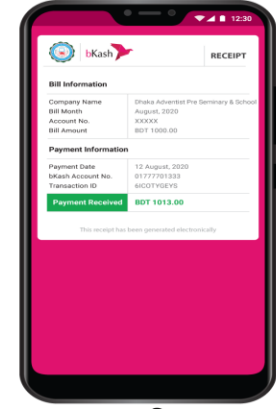 12:30
bKash
RECEIPT
Bill Information
Company Name Dhaka Adventist Pre Seminary & School
Bill Month August, 2020
Account No. XXXXX
Bill Amount BDT 1000.00
Payment Information
Payment Date 12 August, 2020
bKash Account No. 01777701333
Transaction ID 6ICOTYGEYS
Payment Received BDT 1013.00
This receipt has been generated electronically